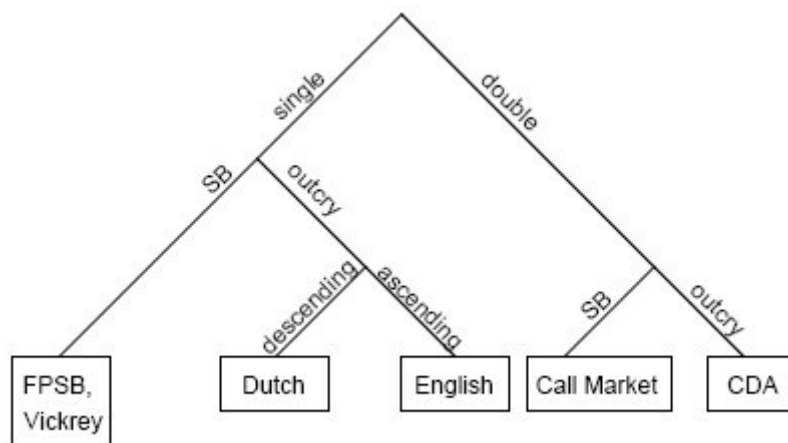 single
double
SB
outcry
descending
ascending
SB
outcry
FPSB,
Vickrey
Dutch
English
Call Market
CDA